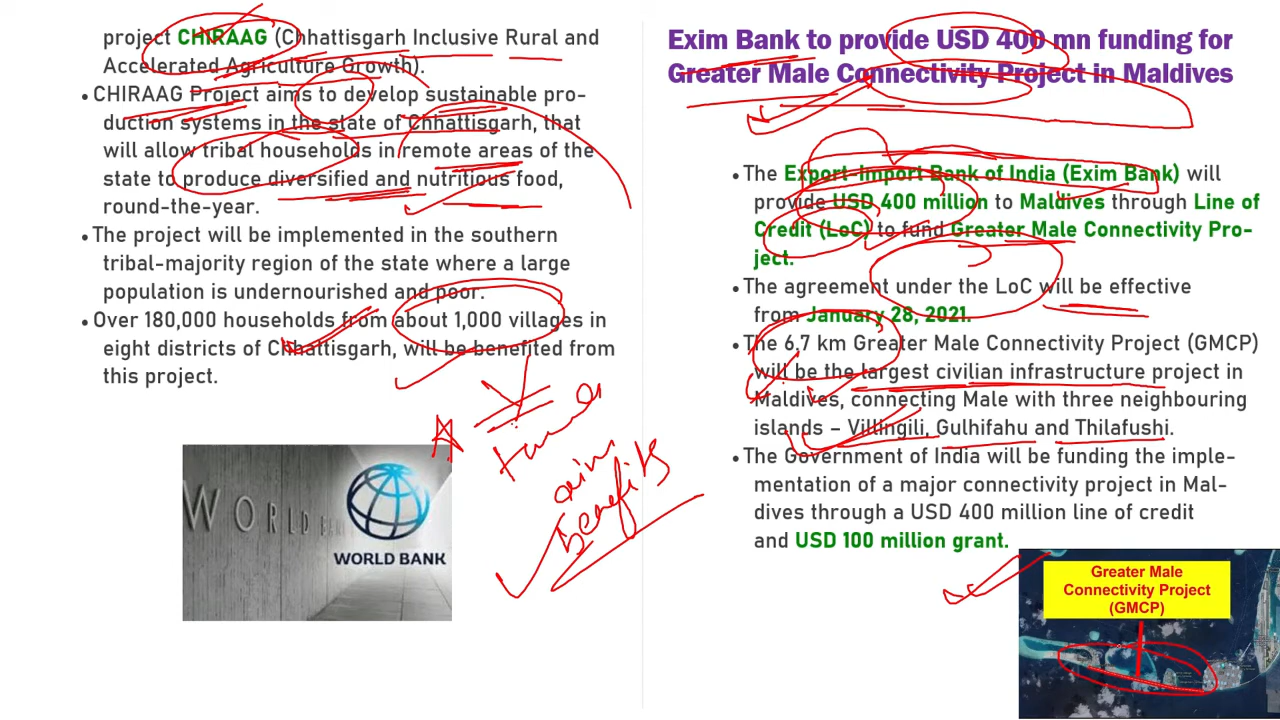 project CHIRAAG (Chhattisgarh Inclusive Rural and
Accelerated Agriculture Growth).
• CHIRAAG Project aims to develop sustainable pro-
duction systems in the state of Chhattisgarh, that
will allow tribal households in remote areas of the
state to produce diversified and nutritious food,
round-the-year.
• The project will be implemented in the southern
tribal-majority region of the state where a large
population is undernourished and poor.
• Over 180,000 households from about 1,000 villages in
eight districts of Chhattisgarh, will be benefited from
this project.
aim
benefits
WORLD BANK
WORLD BANK
Exim Bank to provide USD 400 mn funding for
Greater Male Connectivity Project in Maldives
• The Export-Import Bank of India (Exim Bank) will
provide USD 400 million to Maldives through Line of
Credit (LoC) to fund Greater Male Connectivity Pro-
ject.
• The agreement under the LoC will be effective
from January 28, 2021.
• The 6.7 km Greater Male Connectivity Project (GMCP)
will be the largest civilian infrastructure project in
Maldives, connecting Male with three neighbouring
islands – Villingili, Gulhifahu and Thilafushi.
• The Government of India will be funding the imple-
mentation of a major connectivity project in Mal-
dives through a USD 400 million line of credit
and USD 100 million grant.
Greater Male
Connectivity Project
(GMCP)